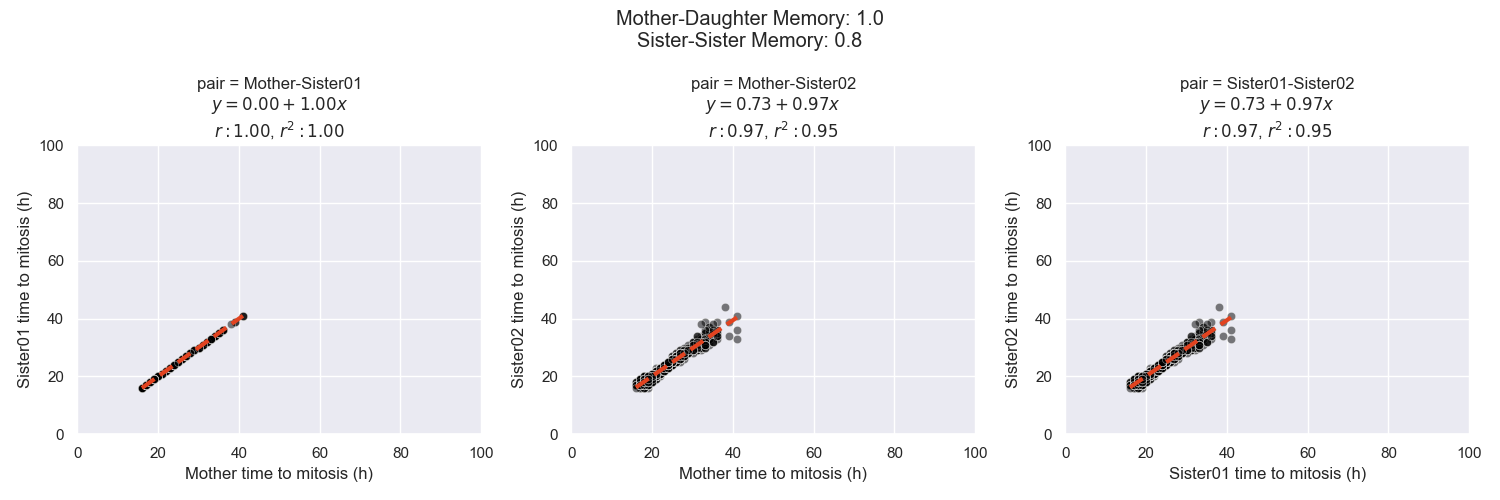 Mother-Daughter Memory: 1.0
Sister-Sister Memory: 0.8
pair = Mother-Sister01
y = 0.00 + 1.00x
r : 1.00, r² : 1.00
100
80
60
40
20
0
Sister01 time to mitosis (h)
0 20 40 60 80 100
Mother time to mitosis (h)
pair = Mother-Sister02
y = 0.73 + 0.97x
r : 0.97, r² : 0.95
100
80
60
40
20
0
Sister02 time to mitosis (h)
0 20 40 60 80 100
Mother time to mitosis (h)
pair = Sister01-Sister02
y = 0.73 + 0.97x
r : 0.97, r² : 0.95
100
80
60
40
20
0
Sister02 time to mitosis (h)
0 20 40 60 80 100
Sister01 time to mitosis (h)